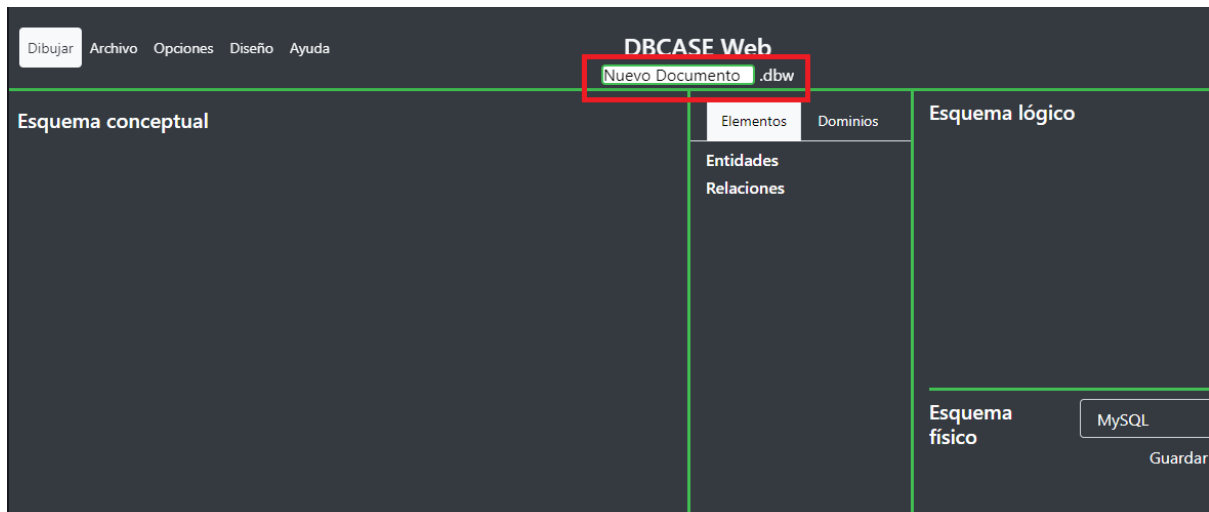 Dibujar Archivo Opciones Diseño Ayuda
DBCASE Web
Nuevo Documento .dbw
Esquema conceptual
Elementos Dominios
Entidades
Relaciones
Esquema lógico
Esquema
físico
MySQL
Guardar